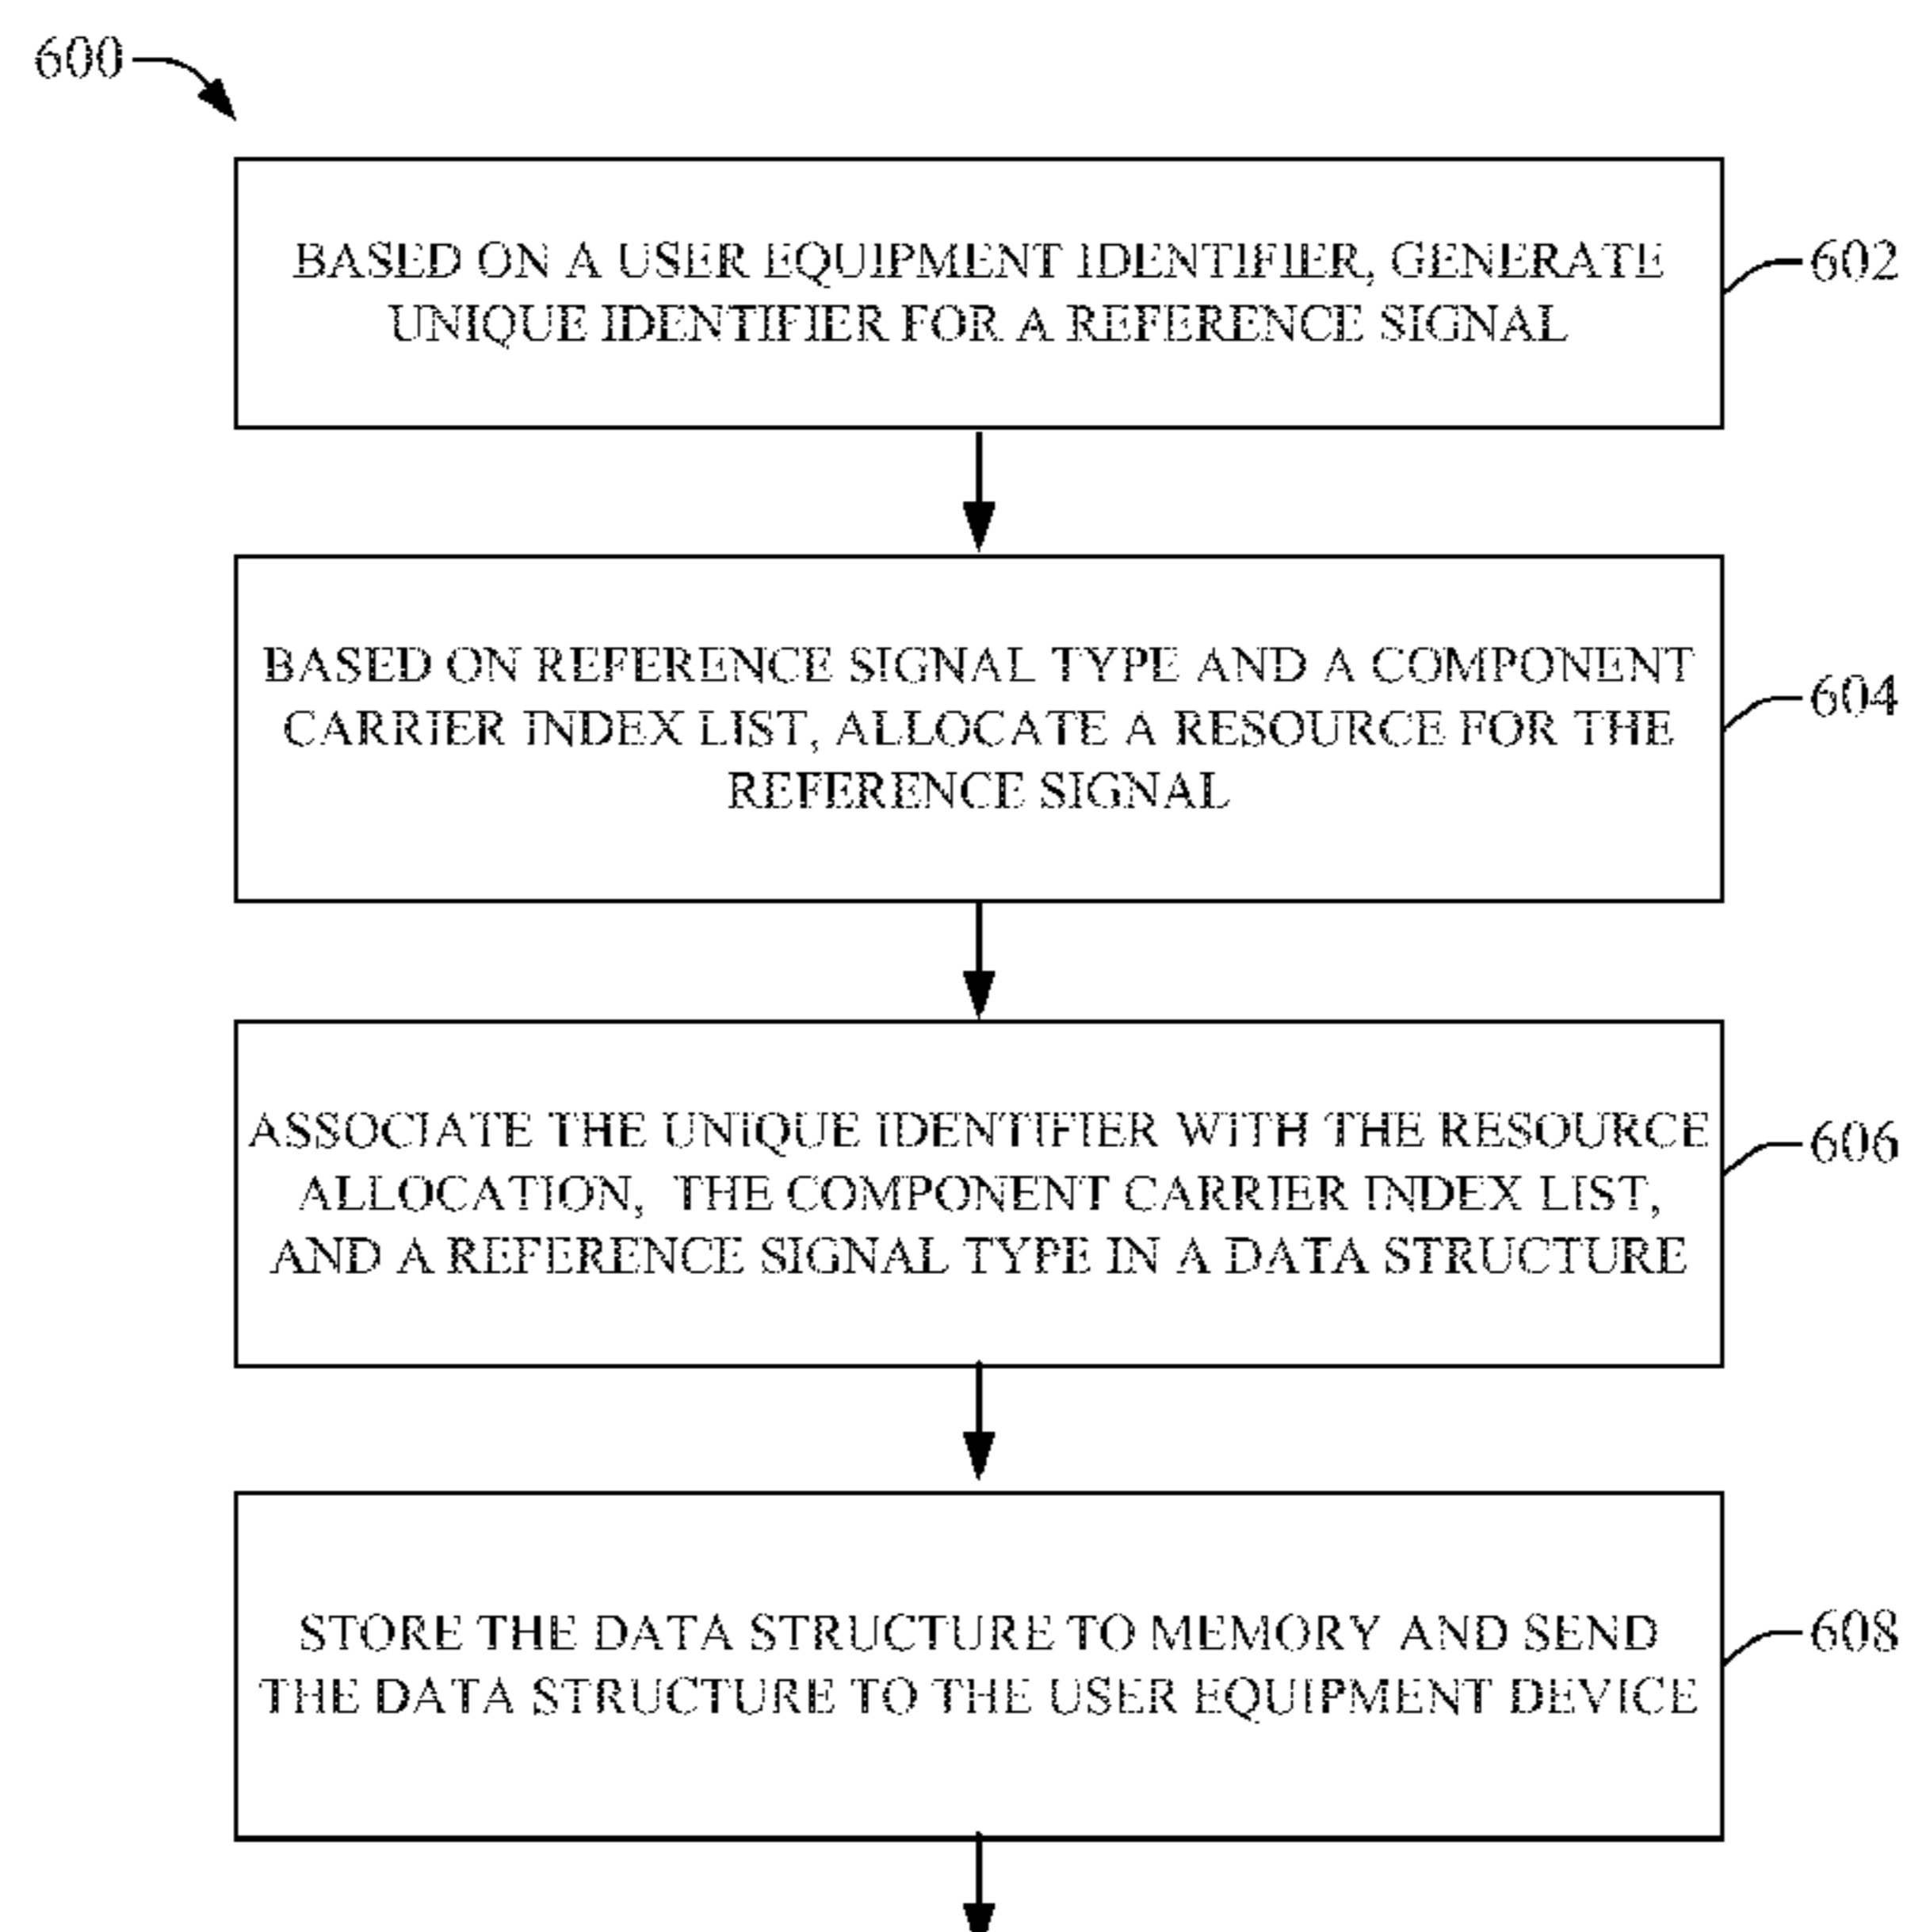 600
BASED ON A USER EQUIPMENT IDENTIFIER, GENERATE
UNIQUE IDENTIFIER FOR A REFERENCE SIGNAL
602
BASED ON REFERENCE SIGNAL TYPE AND A COMPONENT
CARRIER INDEX LIST, ALLOCATE A RESOURCE FOR THE
REFERENCE SIGNAL
604
ASSOCIATE THE UNIQUE IDENTIFIER WITH THE RESOURCE
ALLOCATION, THE COMPONENT CARRIER INDEX LIST,
AND A REFERENCE SIGNAL TYPE IN A DATA STRUCTURE
606
STORE THE DATA STRUCTURE TO MEMORY AND SEND
THE DATA STRUCTURE TO THE USER EQUIPMENT DEVICE
608